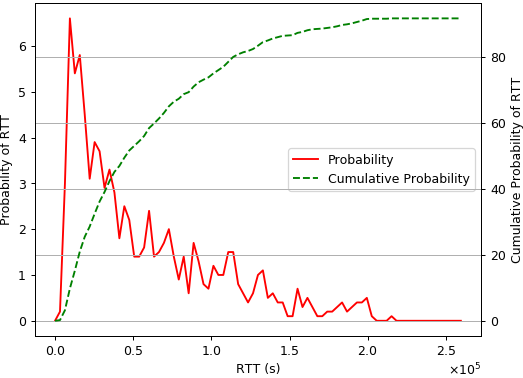 Probability of RTT
6
5
4
3
2
1
0
80
60
40
20
0
Cumulative Probability of RTT
Probability
Cumulative Probability
0.0 0.5 1.0 1.5 2.0 2.5
RTT (s)
×10⁵